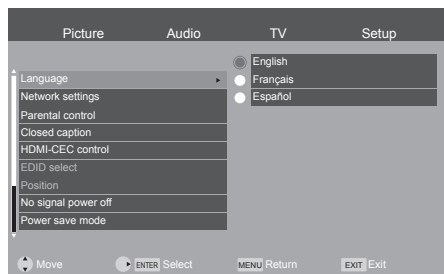 Picture Audio TV Setup
English
Language Français
Network settings Español
Parental control
Closed caption
HDMI-CEC control
EDID select
Position
No signal power off
Power save mode
Move ENTER Select MENU Return EXIT Exit